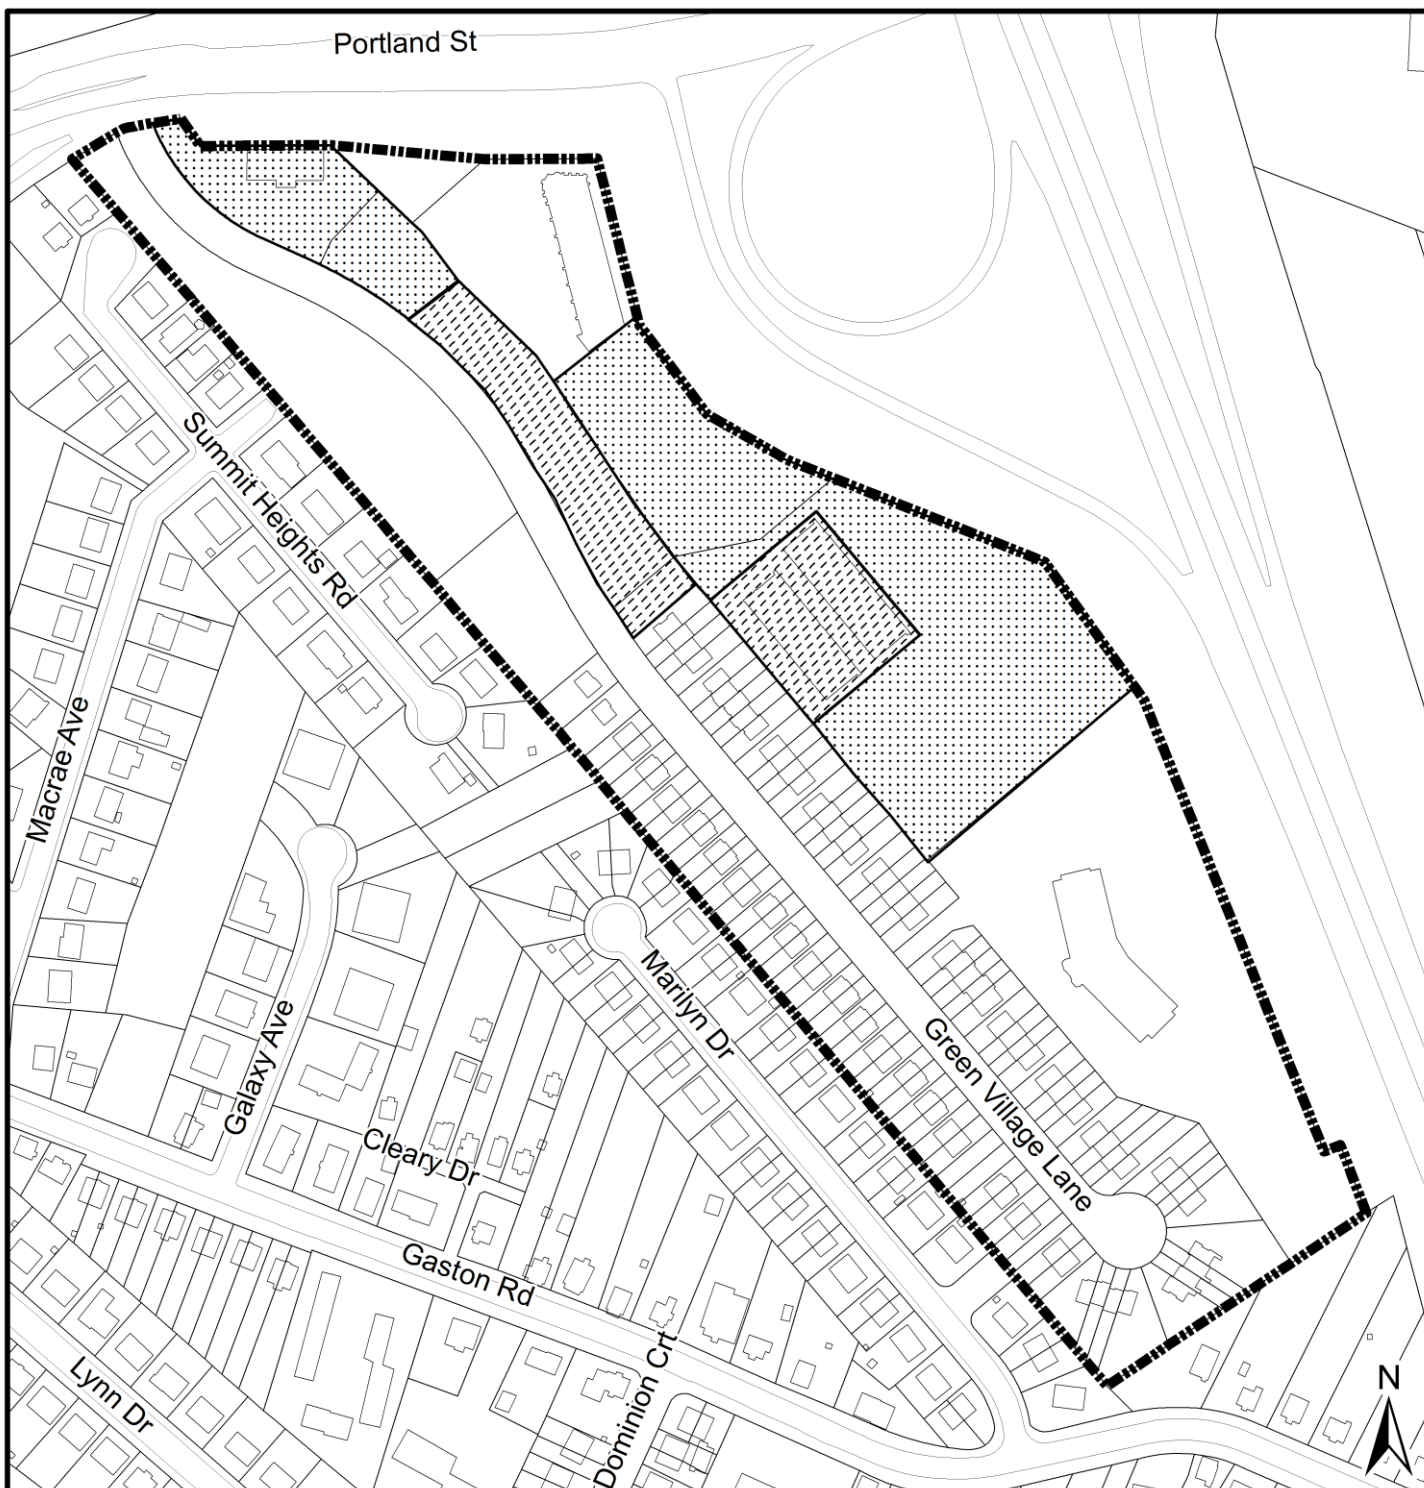 Portland St
Summit Heights Rd
Macrae Ave
Marilyn Dr
Galaxy Ave
Green Village Lane
Cleary Dr
Gaston Rd
Lynn Dr
Dominion Crt
N